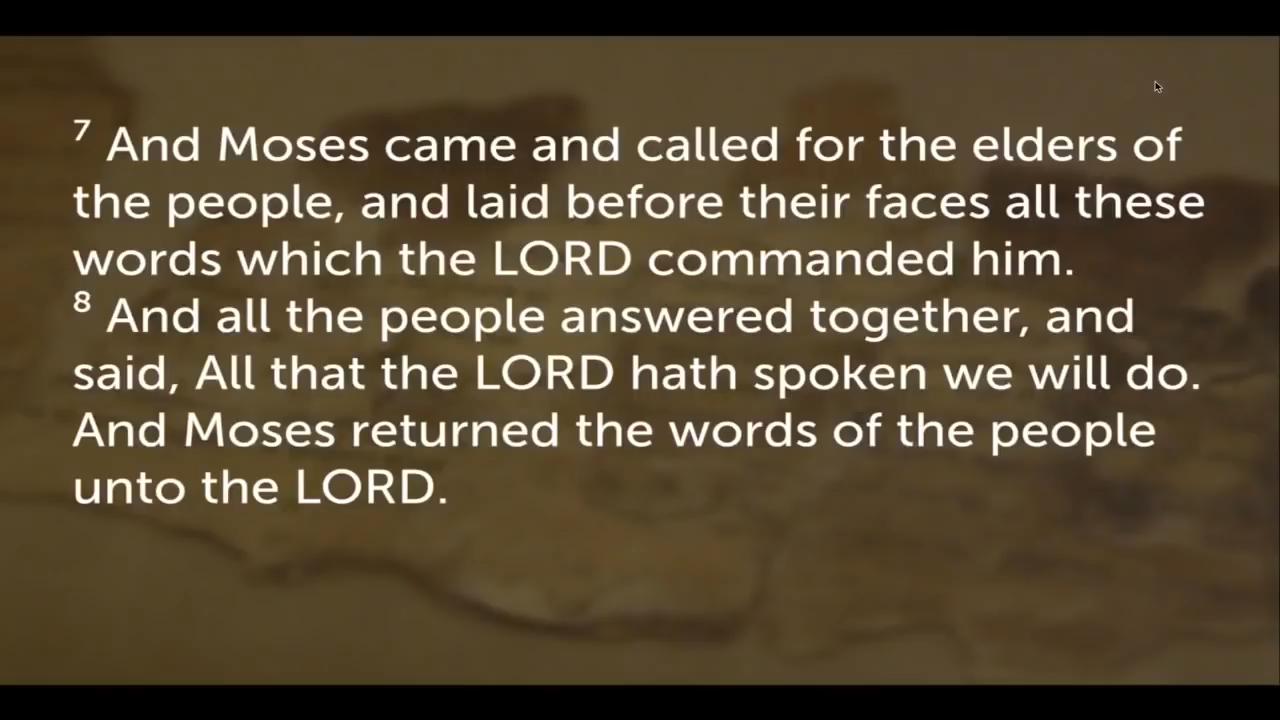 7 And Moses came and called for the elders of
the people, and laid before their faces all these
words which the LORD commanded him.
8 And all the people answered together, and
said, All that the LORD hath spoken we will do.
And Moses returned the words of the people
unto the LORD.